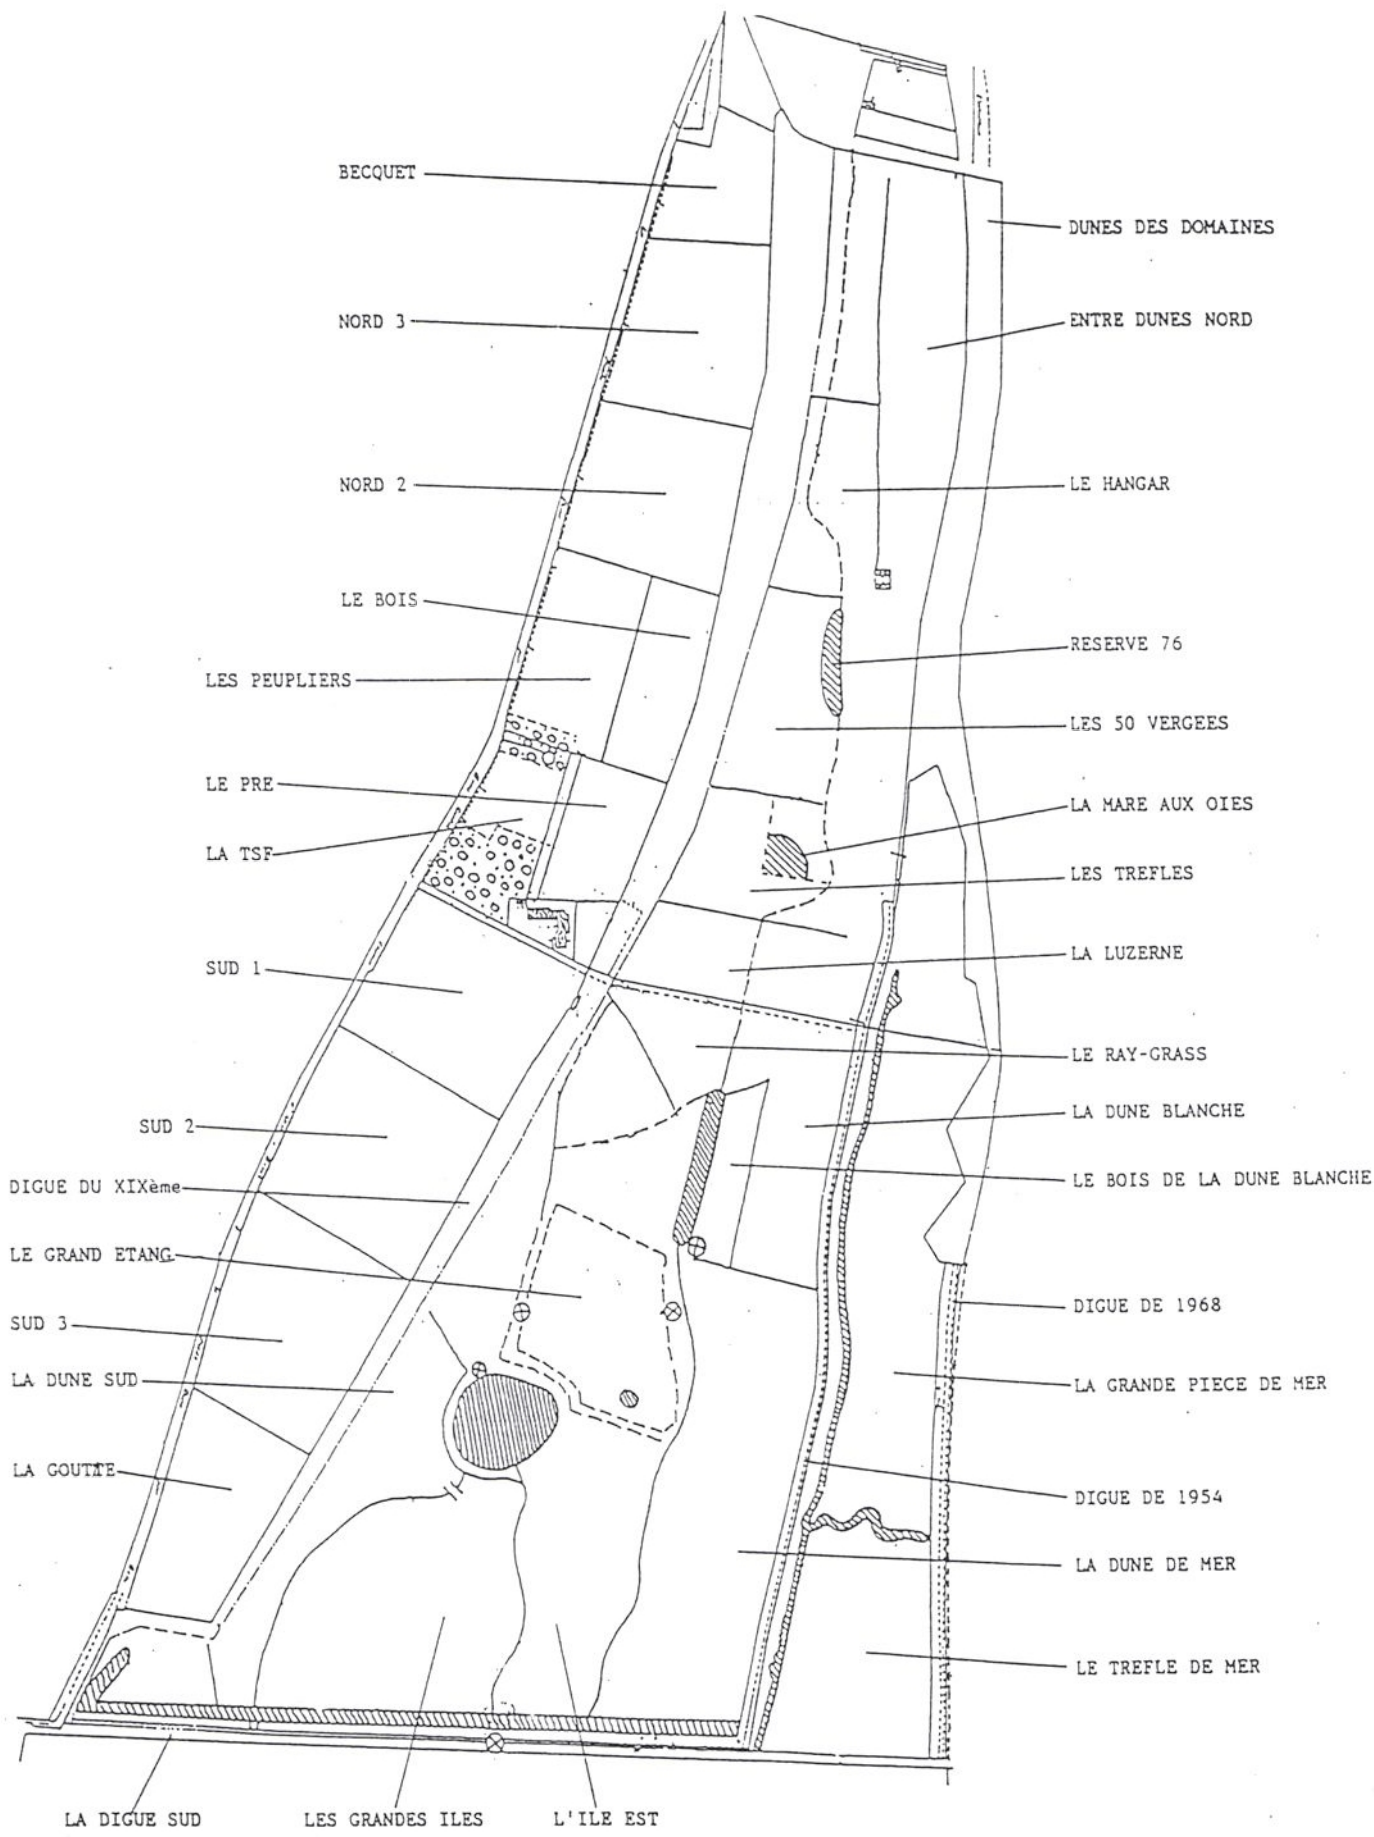 BECQUET
DUNES DES DOMAINES
NORD 3
ENTRE DUNES NORD
NORD 2
LE HANGAR
LE BOIS
RESERVE 76
LES PEUPLIERS
LES 50 VERGEES
LE PRE
LA MARE AUX OIES
LA TSF
LES TREFLES
SUD 1
LA LUZERNE
LE RAY-GRASS
SUD 2
LA DUNE BLANCHE
DIGUE DU XIXème
LE BOIS DE LA DUNE BLANCHE
LE GRAND ETANG
SUD 3
DIGUE DE 1968
LA DUNE SUD
LA GRANDE PIECE DE MER
LA GOUTTE
DIGUE DE 1954
LA DUNE DE MER
LE TREFLE DE MER
LA DIGUE SUD
LES GRANDES ILES
L'ILE EST